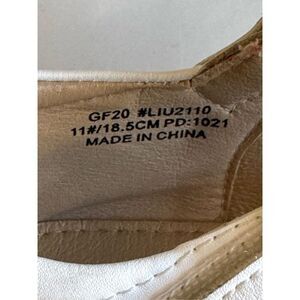 GF20 #LIU2110
11#/18.5CM PD:1021
MADE IN CHINA